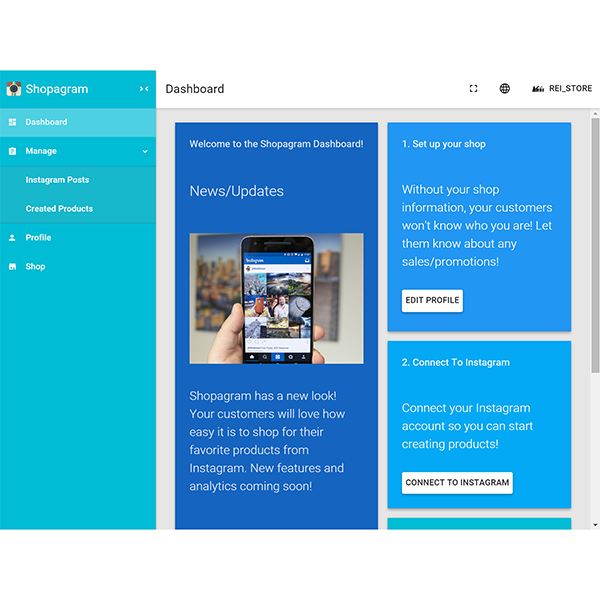 Shopagram
Dashboard
REI_STORE
Dashboard
Manage
Instagram Posts
Created Products
Profile
Shop
Welcome to the Shopagram Dashboard!
News/Updates
Instagram
Shopagram has a new look!
Your customers will love how
easy it is to shop for their
favorite products from
Instagram. New features and
analytics coming soon!
1. Set up your shop
Without your shop
information, your customers
won't know who you are! Let
them know about any
sales/promotions!
EDIT PROFILE
2. Connect To Instagram
Connect your Instagram
account so you can start
creating products!
CONNECT TO INSTAGRAM